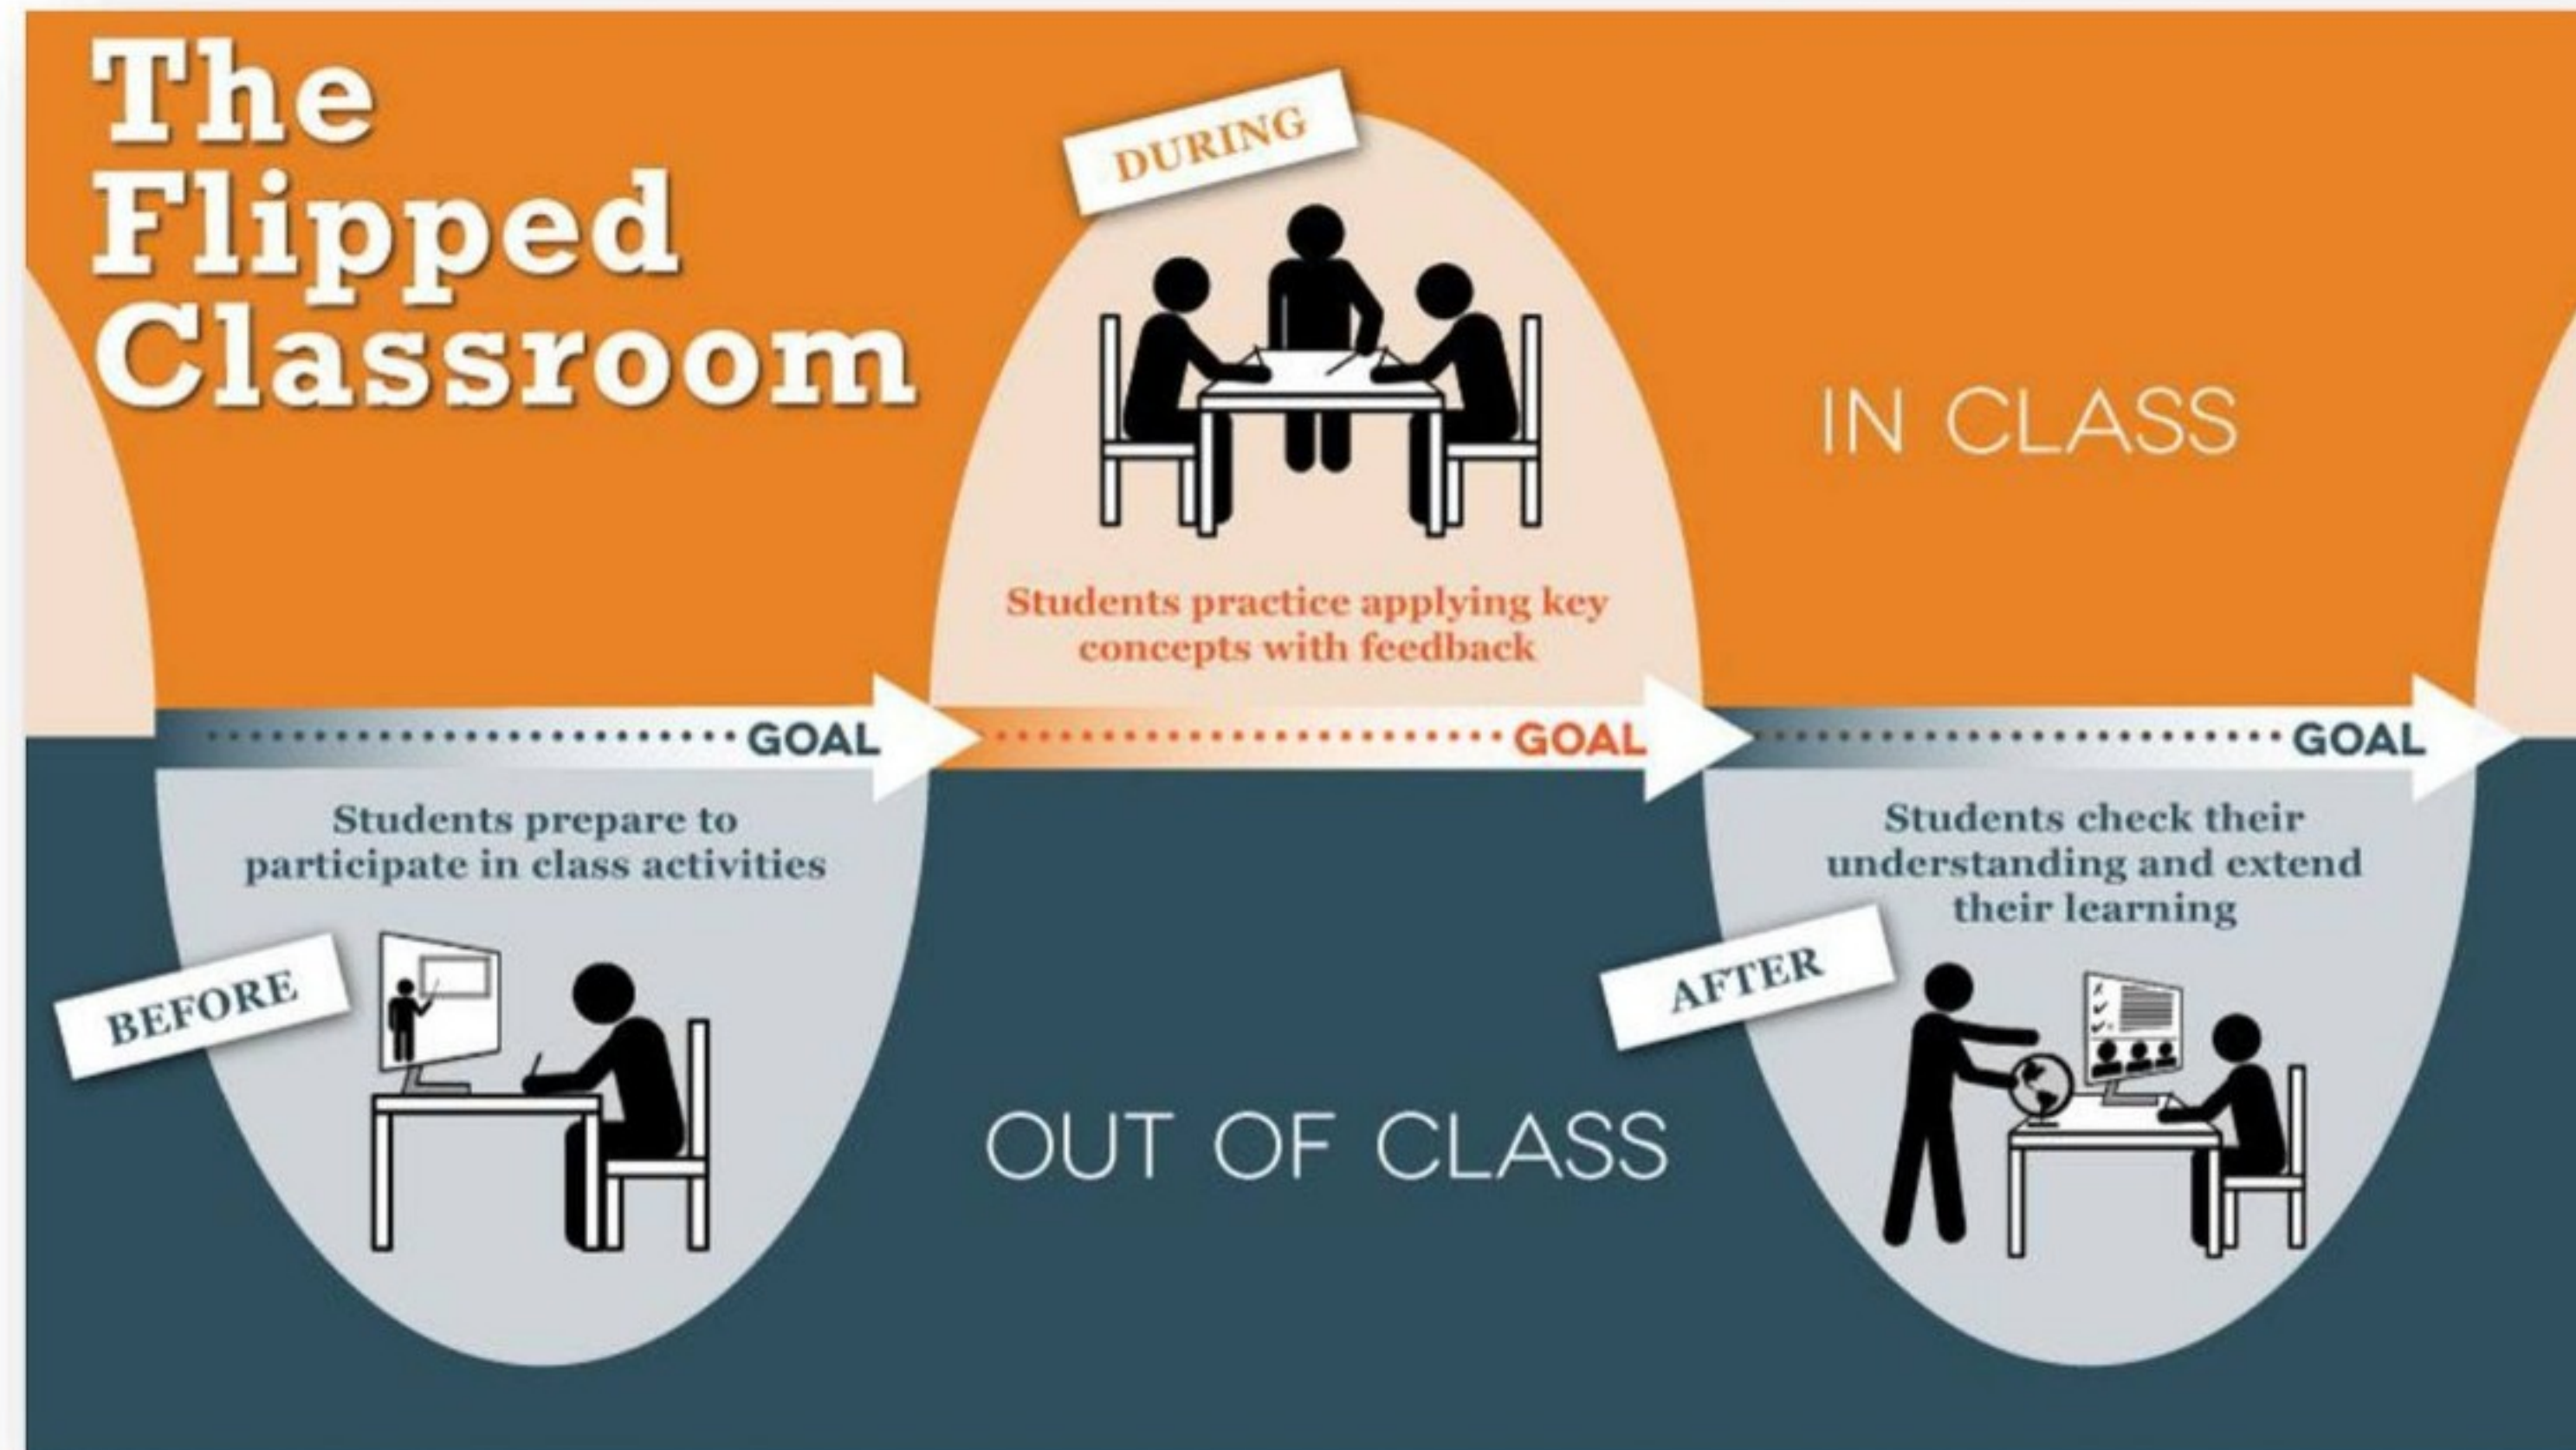 The
Flipped
Classroom
DURING
IN CLASS
Students practice applying key
concepts with feedback
GOAL
GOAL
GOAL
Students prepare to
participate in class activities
BEFORE
OUT OF CLASS
Students check their
understanding and extend
their learning
AFTER